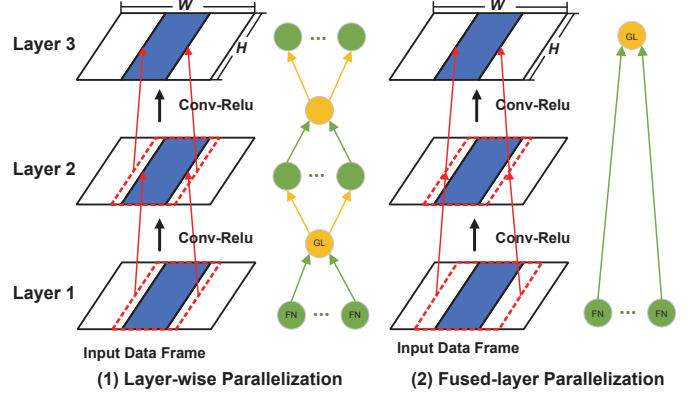 W
W
Layer 3
H
...
H
GL
Conv-Relu
Conv-Relu
Layer 2
...
Conv-Relu
Conv-Relu
GL
Layer 1
FN ... FN
FN ... FN
Input Data Frame
Input Data Frame
(1) Layer-wise Parallelization
(2) Fused-layer Parallelization